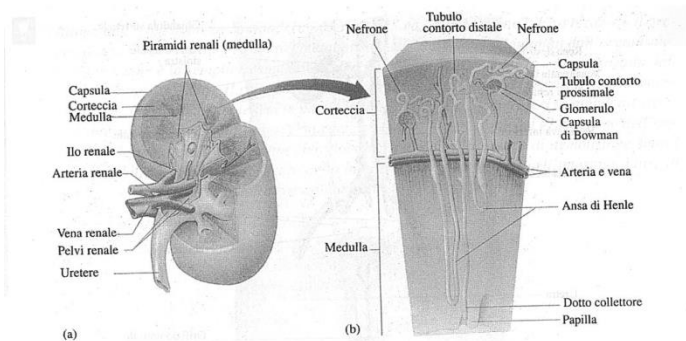 Piramidi renali (medulla)
Capsula
Corteccia
Medulla
Ilo renale
Arteria renale
Vena renale
Pelvi renale
Uretere
(a)
Nefrone
Tubulo
contorto distale
Nefrone
Capsula
Tubulo contorto
prossimale
Glomerulo
Capsula
di Bowman
Corteccia
Arteria e vena
Ansa di Henle
Medulla
Dotto collettore
Papilla
(b)